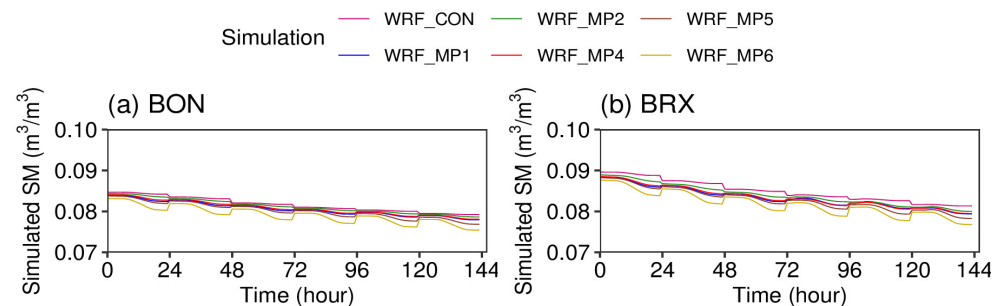 Simulation
WRF_CON WRF_MP2 WRF_MP5
WRF_MP1 WRF_MP4 WRF_MP6
(a) BON
Simulated SM (m³/m³)
0.10
0.09
0.08
0.07
0 24 48 72 96 120 144
Time (hour)
(b) BRX
Simulated SM (m³/m³)
0.10
0.09
0.08
0.07
0 24 48 72 96 120 144
Time (hour)